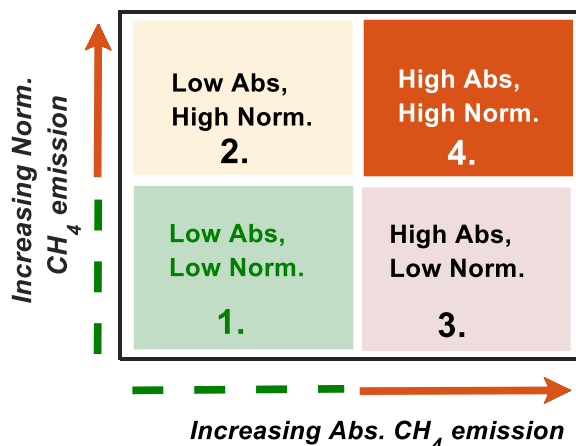 Increasing Norm.
CH₄ emission
Low Abs,
High Norm.
2.
High Abs,
High Norm.
4.
Low Abs,
Low Norm.
1.
High Abs,
Low Norm.
3.
Increasing Abs. CH₄ emission